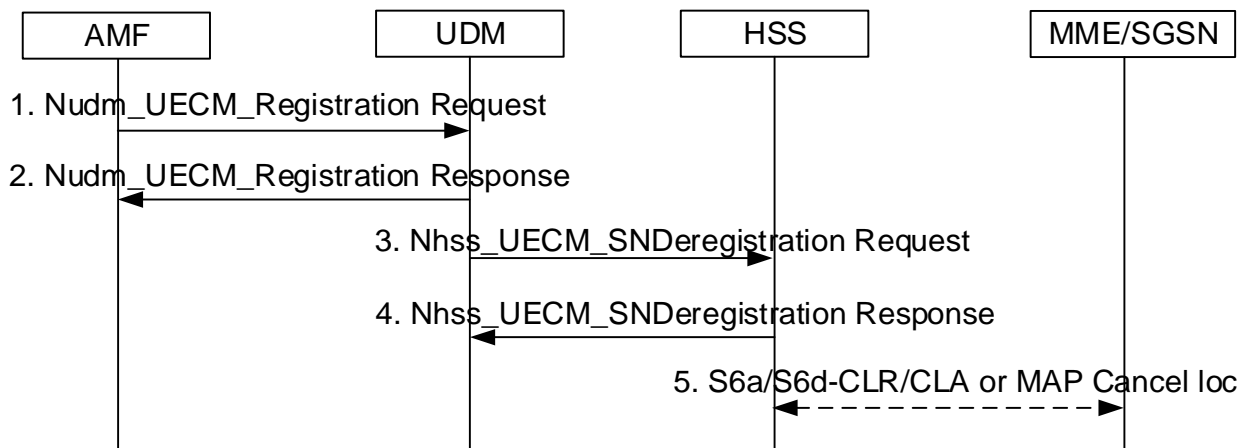 AMF
UDM
HSS
MME/SGSN
1. Nudm_UECM_Registration Request
2. Nudm_UECM_Registration Response
3. Nhss_UECM_SNDeregistration Request
4. Nhss_UECM_SNDeregistration Response
5. S6a/S6d-CLR/CLA or MAP Cancel loc